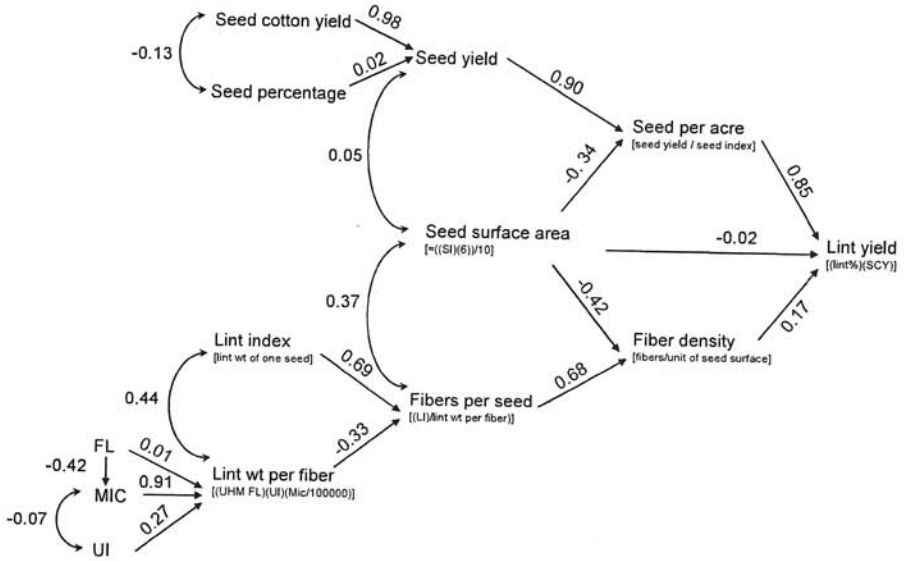 Seed cotton yield
0.98
-0.13
Seed yield
0.02
Seed percentage
0.90
Seed per acre
[seed yield / seed index]
0.05
-0.34
0.85
Seed surface area
[=((SI)(6))/10]
-0.02
Lint yield
[(lint%)(SCY)]
0.37
-0.42
0.17
Lint index
[lint wt of one seed]
Fiber density
[fibers/unit of seed surface]
0.69
0.68
0.44
Fibers per seed
[(LI)/lint wt per fiber)]
-0.33
FL
0.01
-0.42
Lint wt per fiber
[(UHM FL)(UI)(Mic/100000)]
MIC
0.91
-0.07
0.27
UI